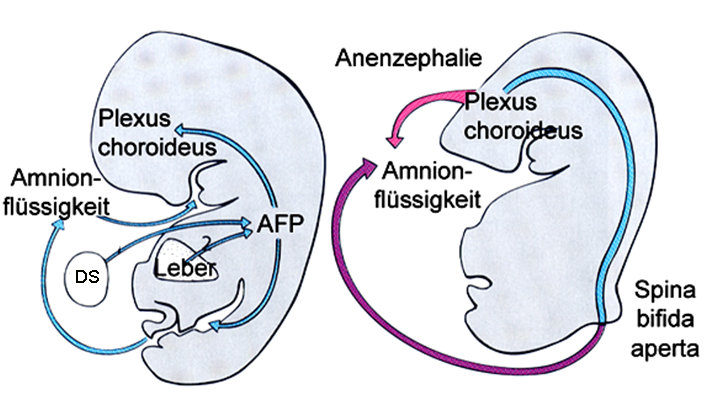 Plexus
choroideus
Amnion-
flüssigkeit
AFP
DS
Leber
Anenzephalie
Plexus
choroideus
Amnion-
flüssigkeit
Spina
bifida
aperta